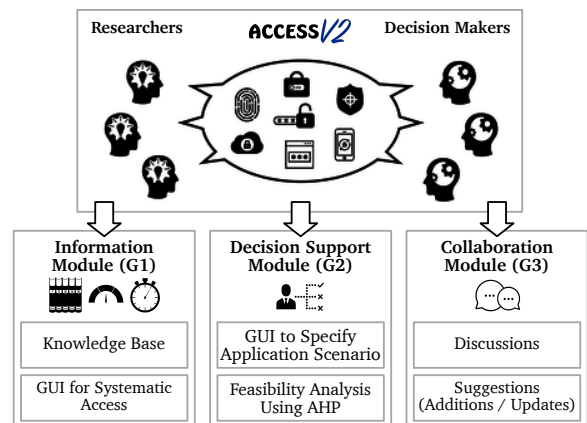 Researchers
ACCESS V2
Decision Makers
Information
Module (G1)
Knowledge Base
GUI for Systematic
Access
Decision Support
Module (G2)
GUI to Specify
Application Scenario
Feasibility Analysis
Using AHP
Collaboration
Module (G3)
Discussions
Suggestions
(Additions / Updates)